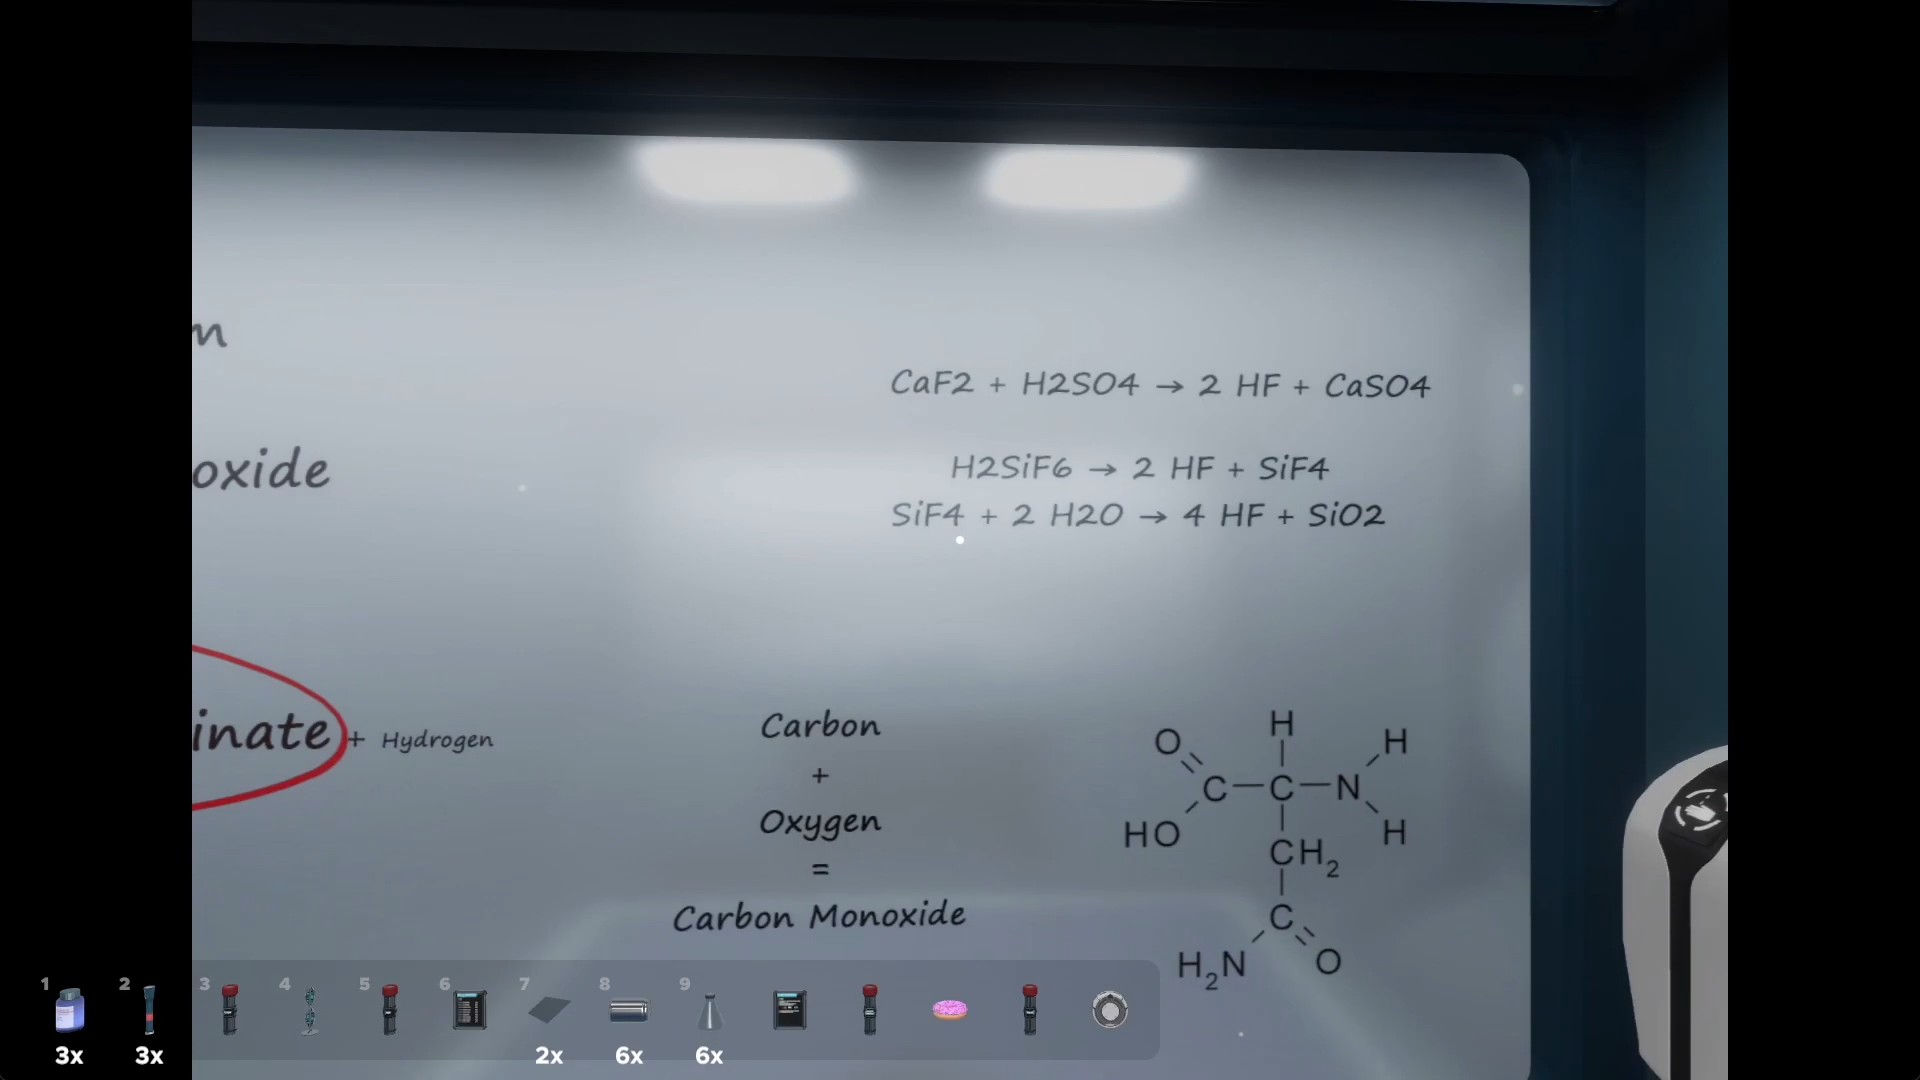 m
CaF2 + H2SO4 → 2 HF + CaSO4
oxide
H2SiF6 → 2 HF + SiF4
SiF4 + 2 H2O → 4 HF + SiO2
inate + Hydrogen
Carbon
+
Oxygen
=
Carbon Monoxide
H
O H
C C N
HO H
CH2
C
H2N O
1 2 3 4 5 6 7 8 9
3x 3x 2x 6x 6x